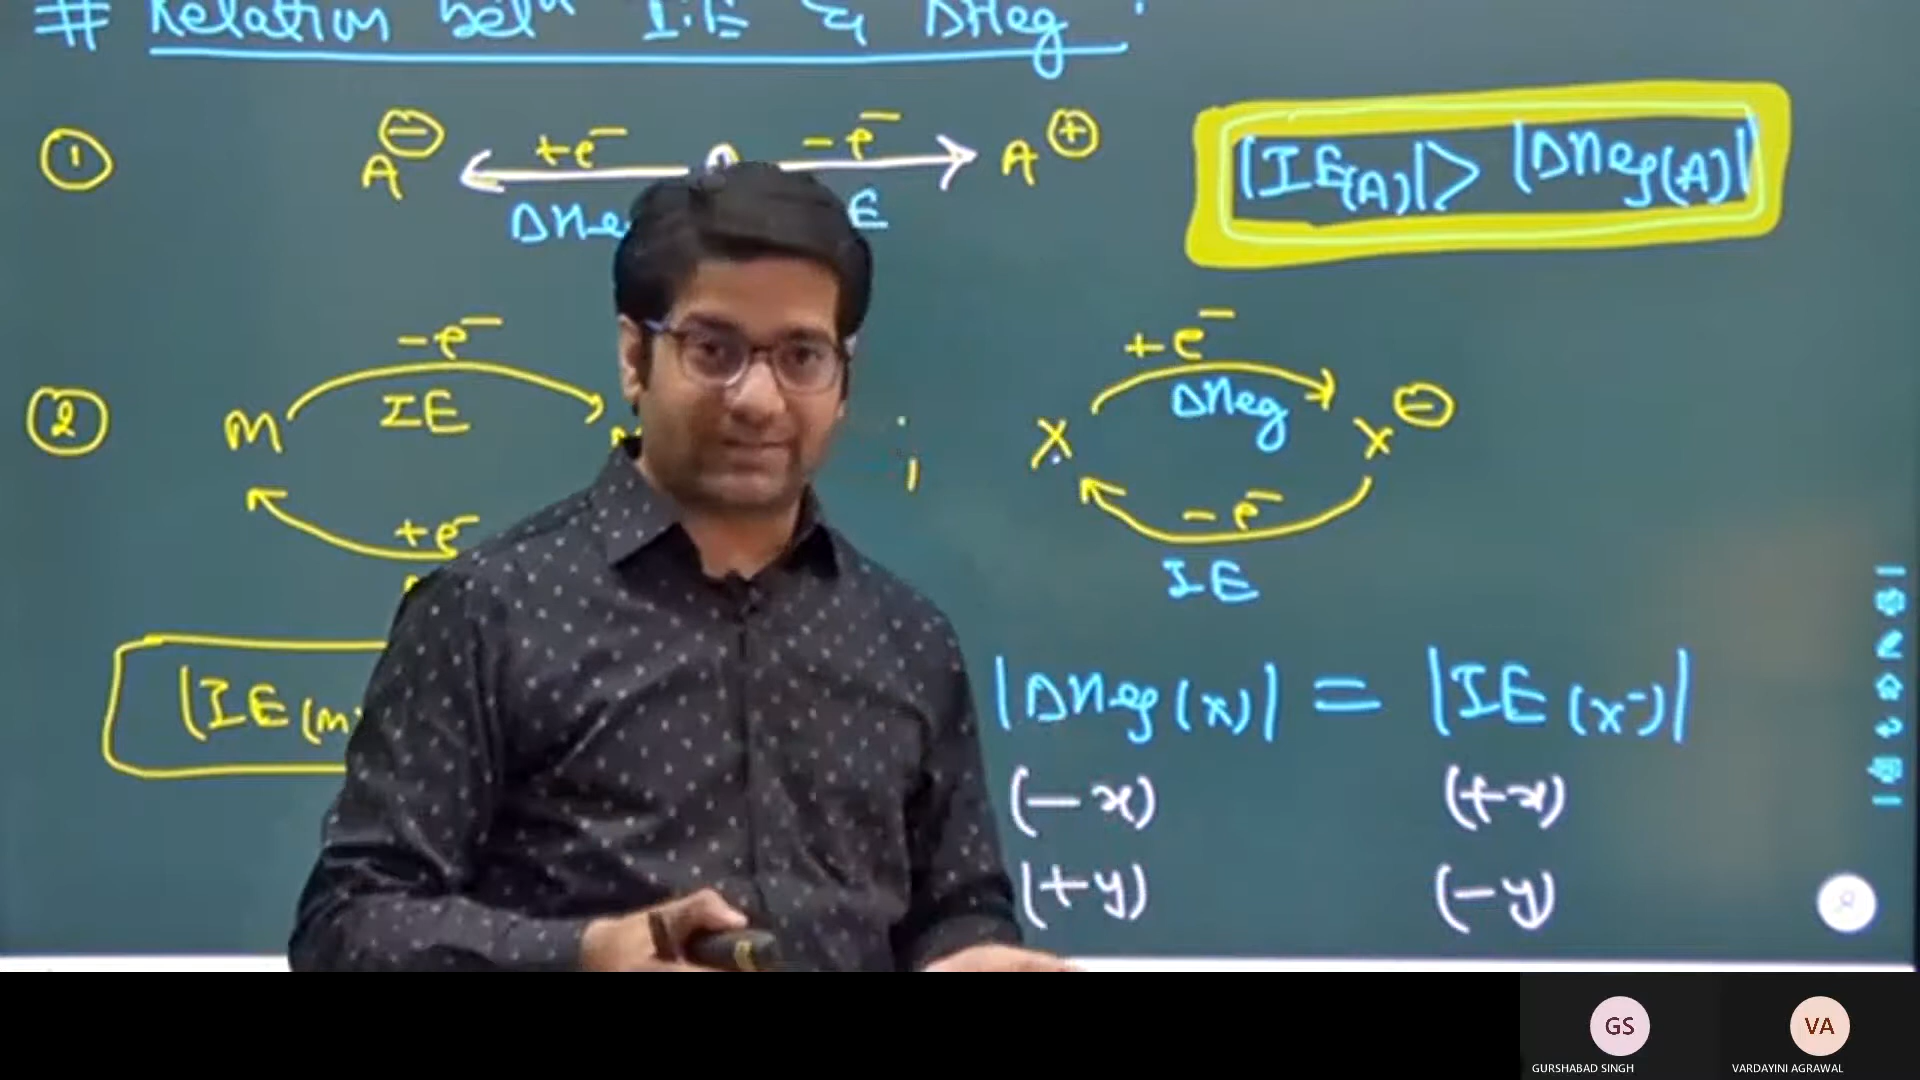 # Relation betn I.E & ΔHeg :
① A⊖ +e⁻ A -e⁻ A⊕ |IE(A)| > |ΔHeg(A)|
ΔHeg E
-e⁻ +e⁻
② M IE ; X ΔHeg X⊖
+e⁻ -e⁻
IE
|IE(M |ΔHeg(X)| = |IE(X⁻)|
(-x) (+x)
(+y) (-y)
GS VA
GURSHABAD SINGH VARDAYINI AGRAWAL